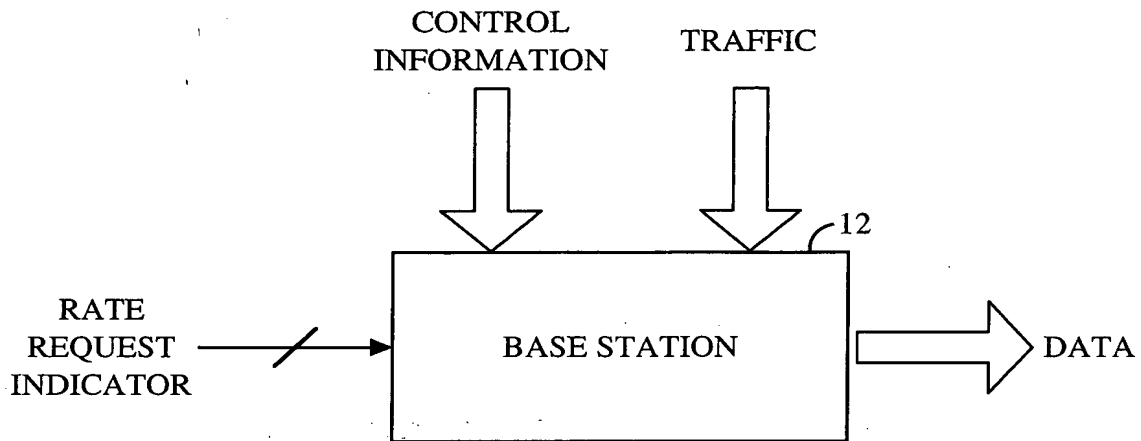 CONTROL
INFORMATION
TRAFFIC
12
RATE
REQUEST
INDICATOR
BASE STATION
DATA